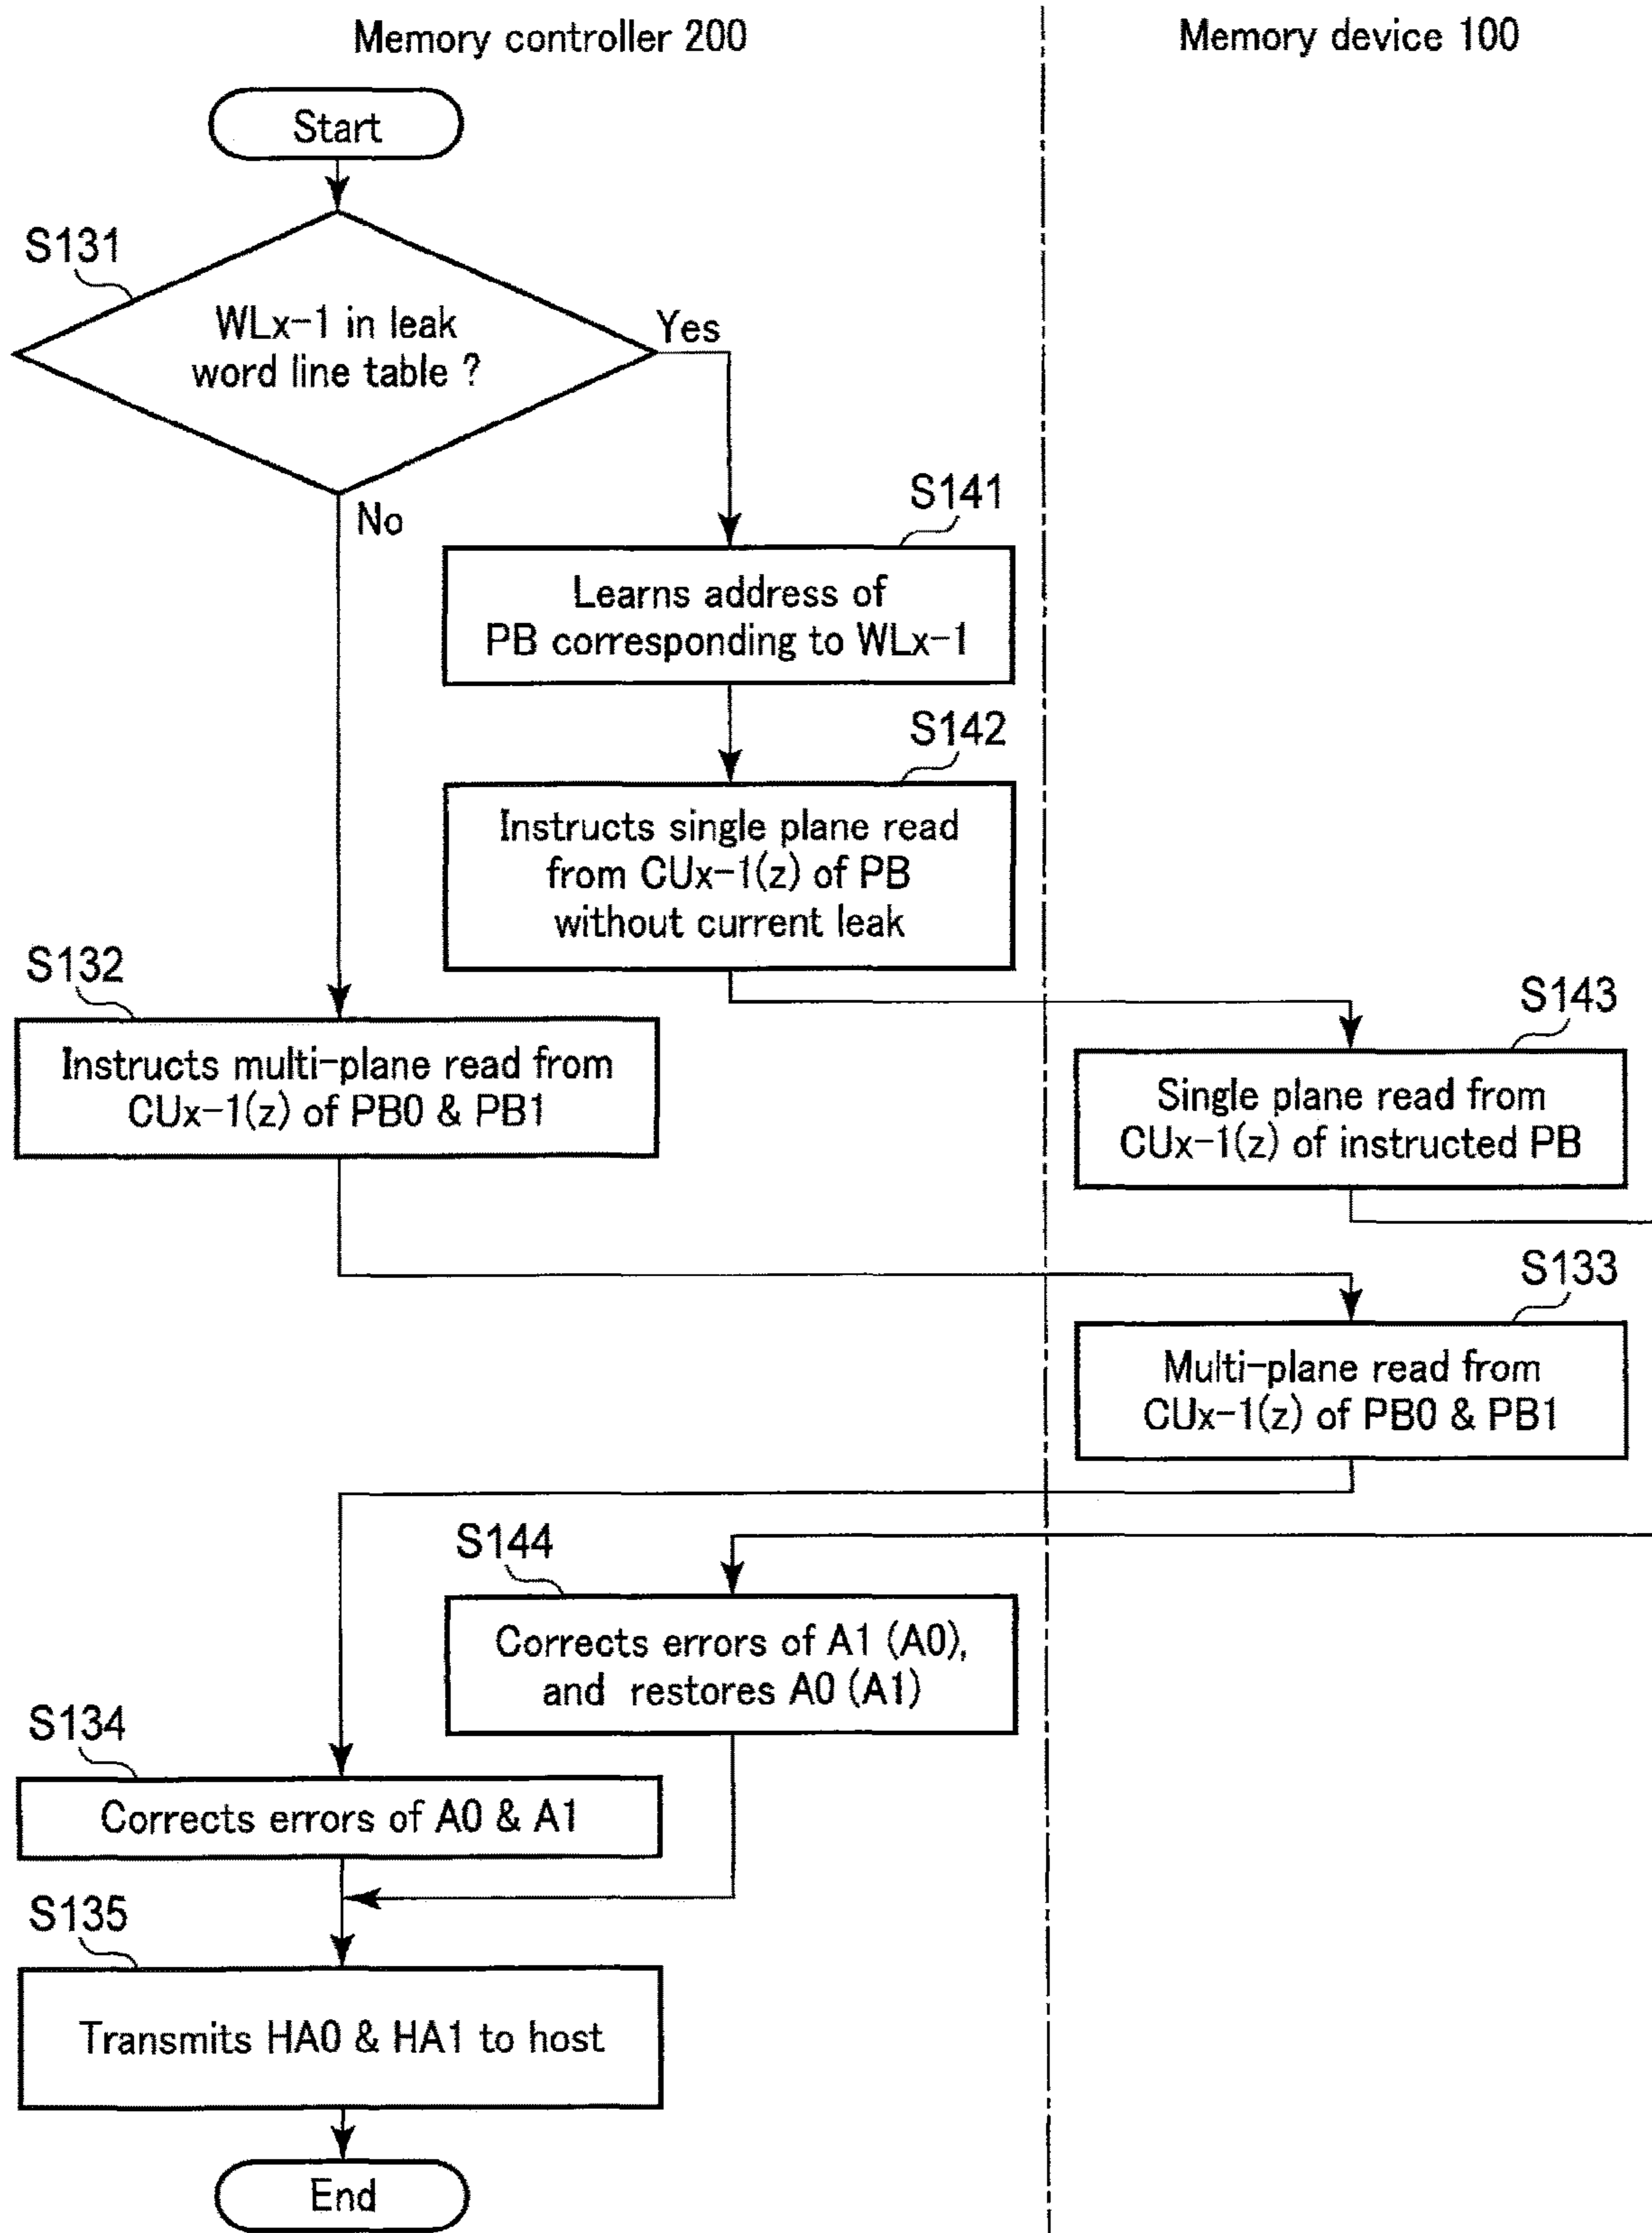 Memory controller 200
Memory device 100
Start
S131
WLx-1 in leak
word line table ?
Yes
No
S141
Learns address of
PB corresponding to WLx-1
S142
Instructs single plane read
from CUx-1(z) of PB
without current leak
S132
Instructs multi-plane read from
CUx-1(z) of PB0 & PB1
S143
Single plane read from
CUx-1(z) of instructed PB
S133
Multi-plane read from
CUx-1(z) of PB0 & PB1
S144
Corrects errors of A1 (A0),
and restores A0 (A1)
S134
Corrects errors of A0 & A1
S135
Transmits HA0 & HA1 to host
End